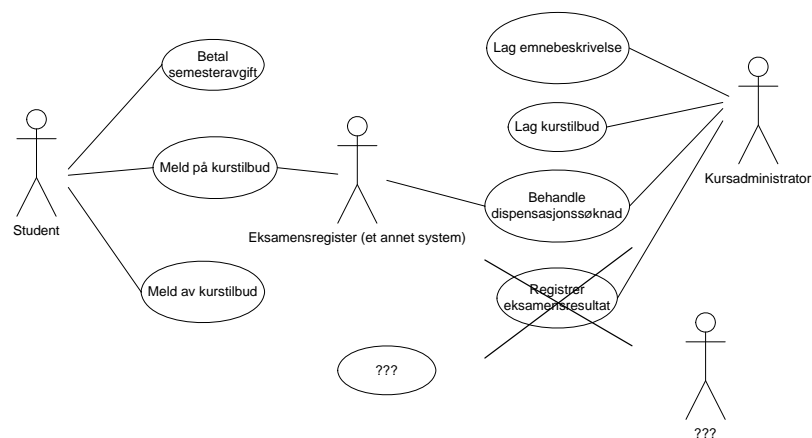 Betal
semesteravgift
Lag emnebeskrivelse
Lag kurstilbud
Meld på kurstilbud
Kursadministrator
Behandle
dispensasjonssøknad
Student
Eksamensregister (et annet system)
Meld av kurstilbud
Registrer
eksamensresultat
???
???